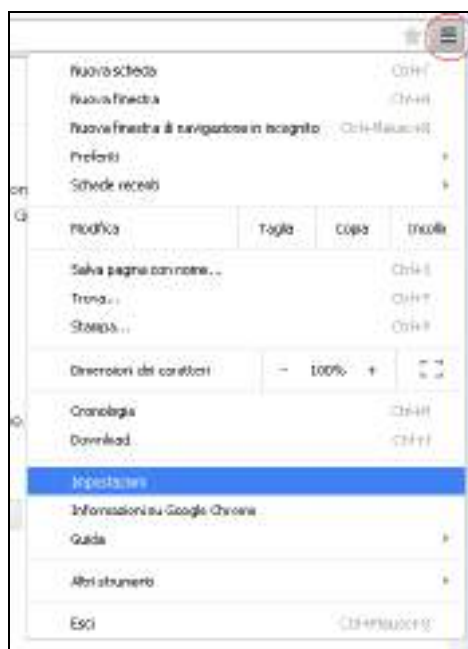 Nuova scheda Ctrl+T
Nuova finestra Ctrl+N
Nuova finestra di navigazione in incognito Ctrl+Maiusc+N
Preferiti
Schede recenti
Modifica Taglia Copia Incolla
Salva pagina con nome... Ctrl+S
Trova...
Stampa...
Dimensioni dei caratteri - 100% +
Cronologia Ctrl+H
Download Ctrl+J
Impostazioni
Informazioni su Google Chrome
Guida
Altri strumenti
Esci Ctrl+Maiusc+Q